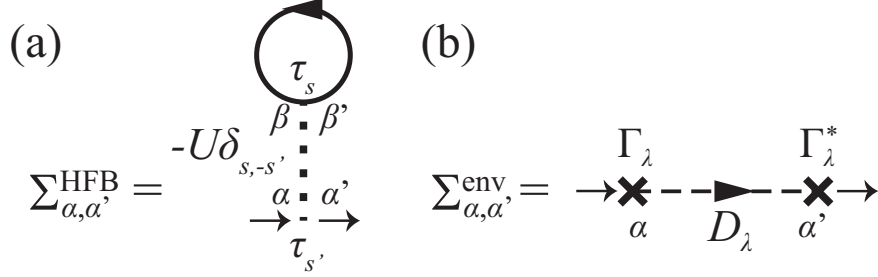 (a)
τ_s
β β’
-Uδ_{s,-s’}
Σ^{HFB}_{α,α’} =
α α’
τ_{s’}
(b)
Γ_λ Γ^*_λ
Σ^{env}_{α,α’} =
α D_λ α’